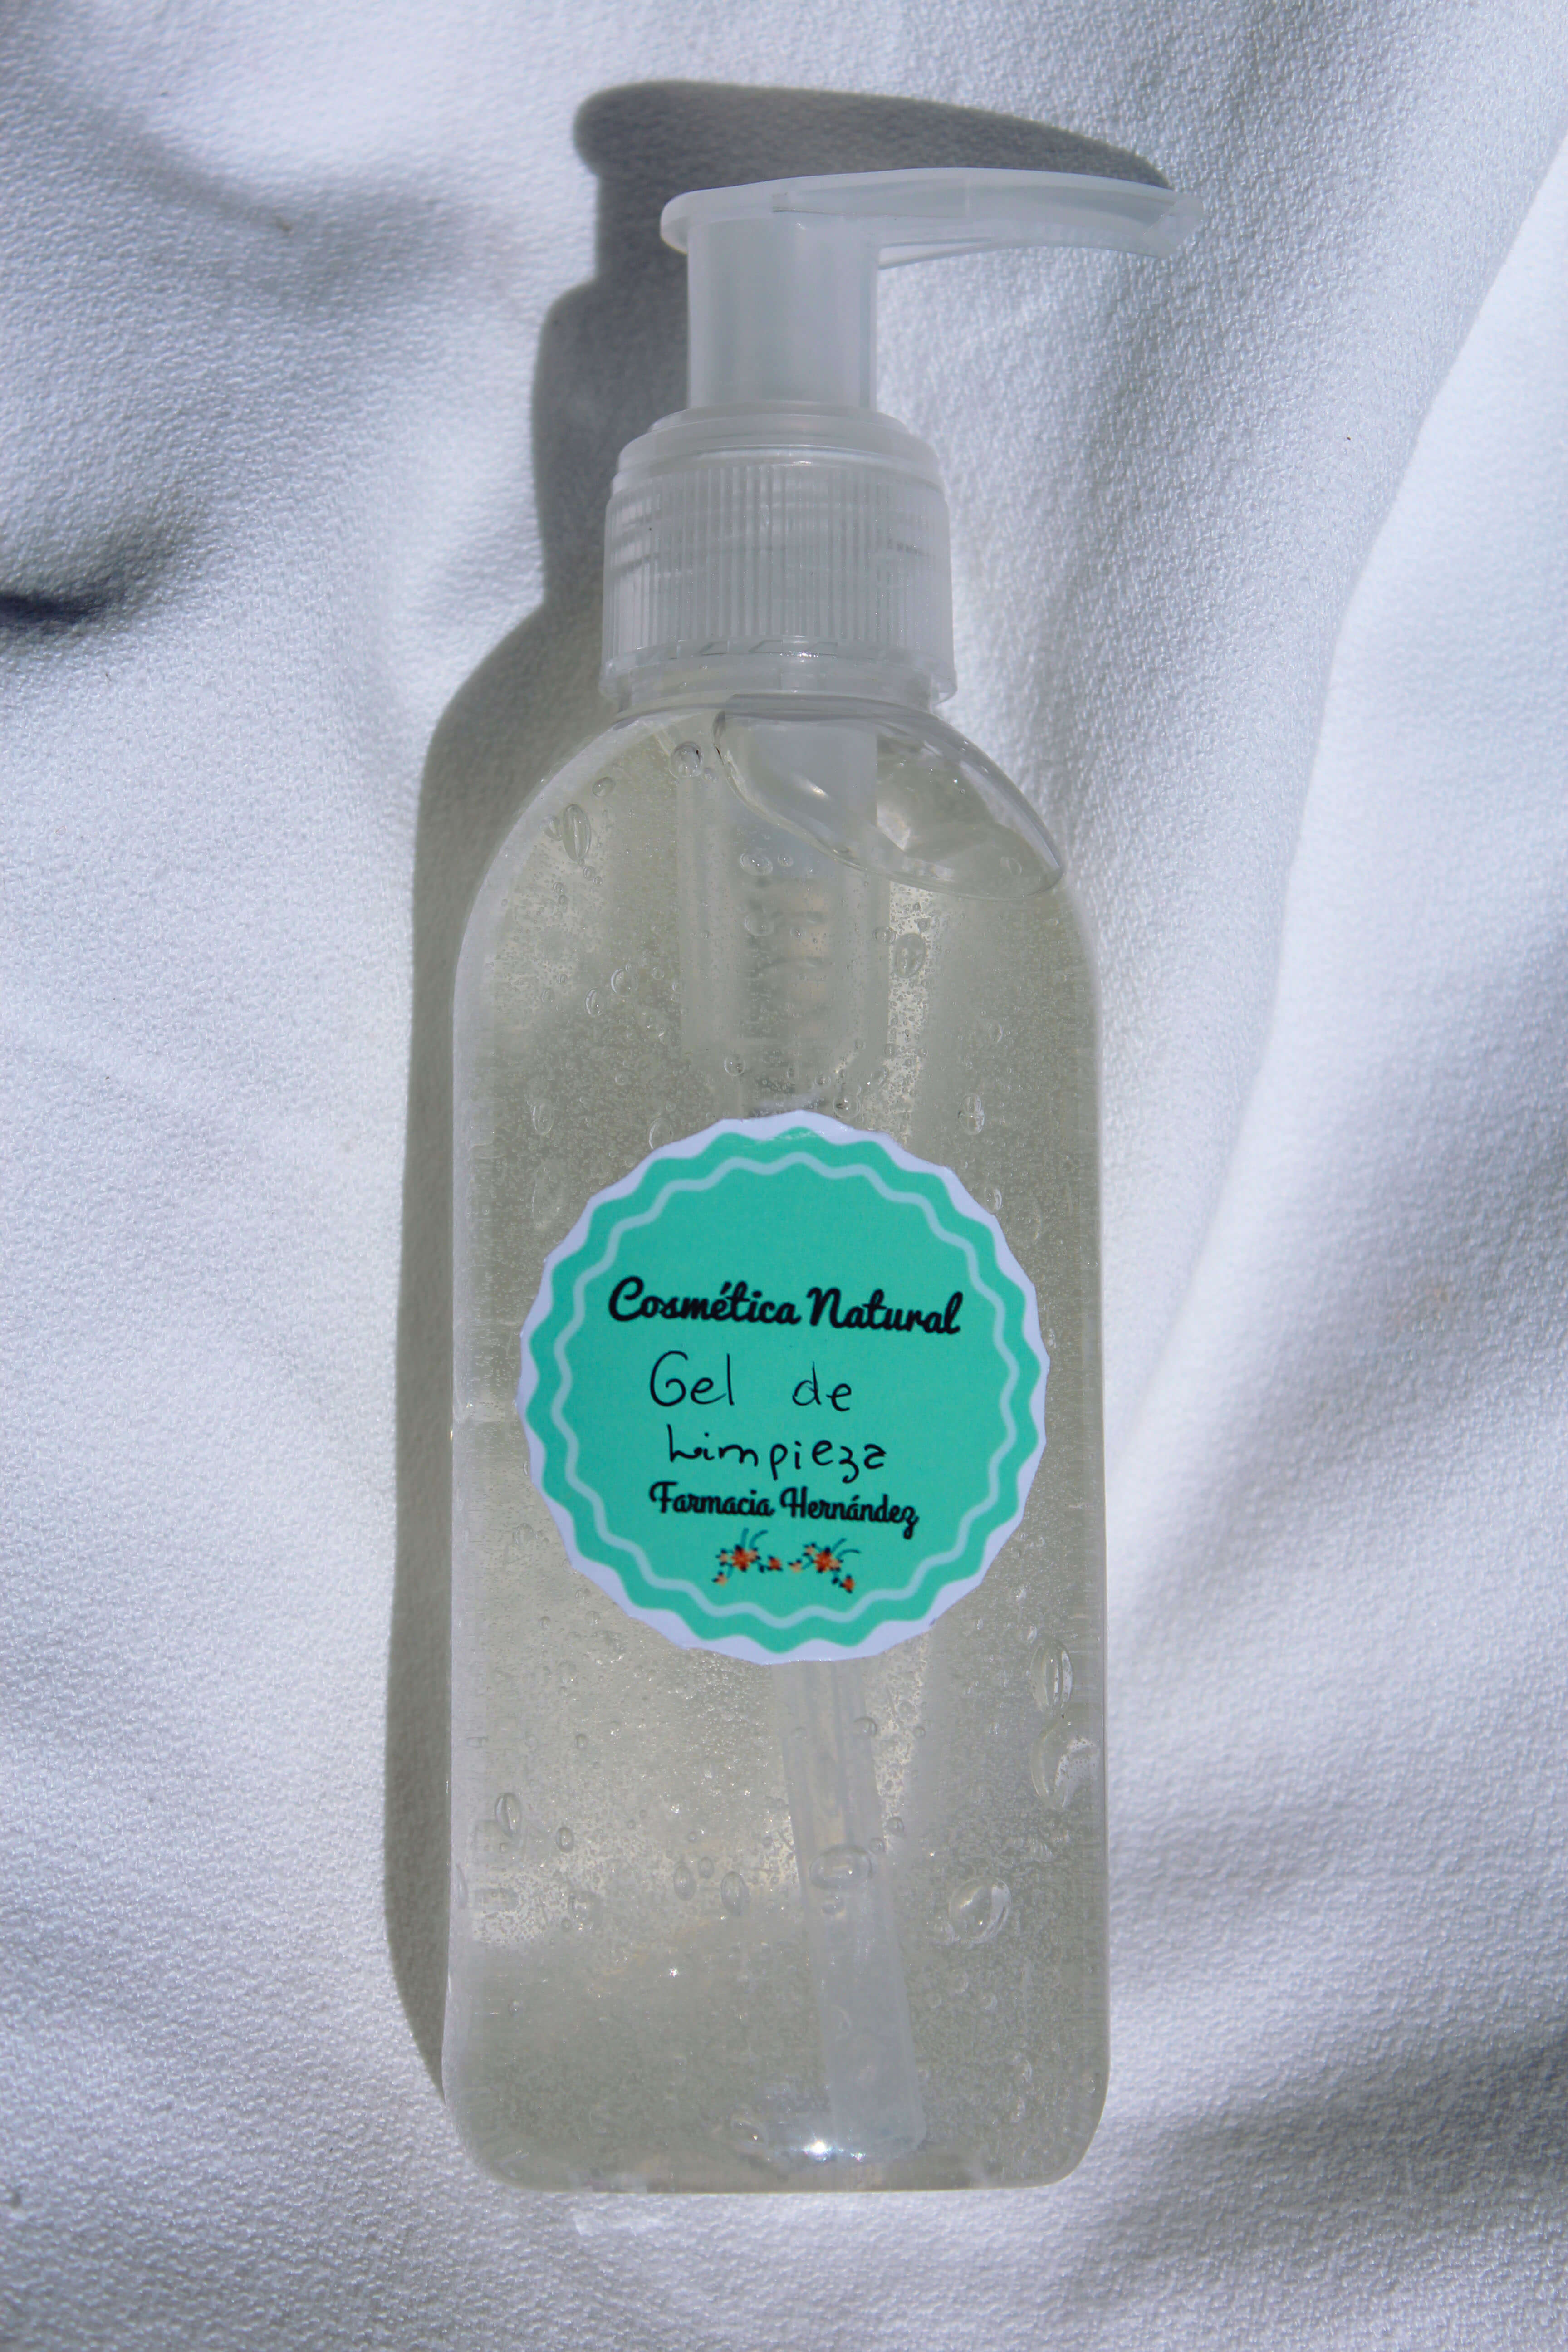 Cosmética Natural
Gel de
Limpieza
Farmacia Hernández